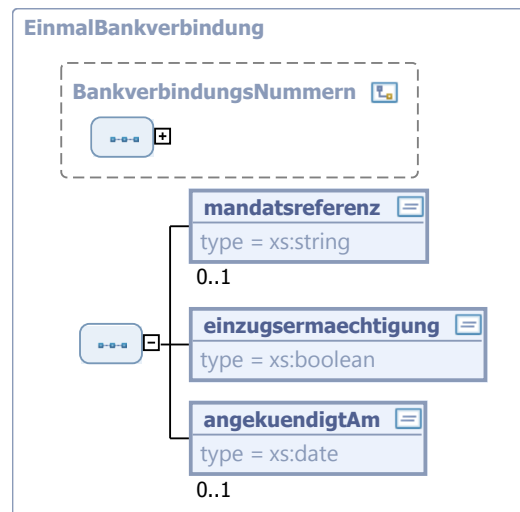 EinmalBankverbindung
BankverbindungsNummern
mandatsreferenz
type = xs:string
0..1
einzugsermaechtigung
type = xs:boolean
angekuendigtAm
type = xs:date
0..1